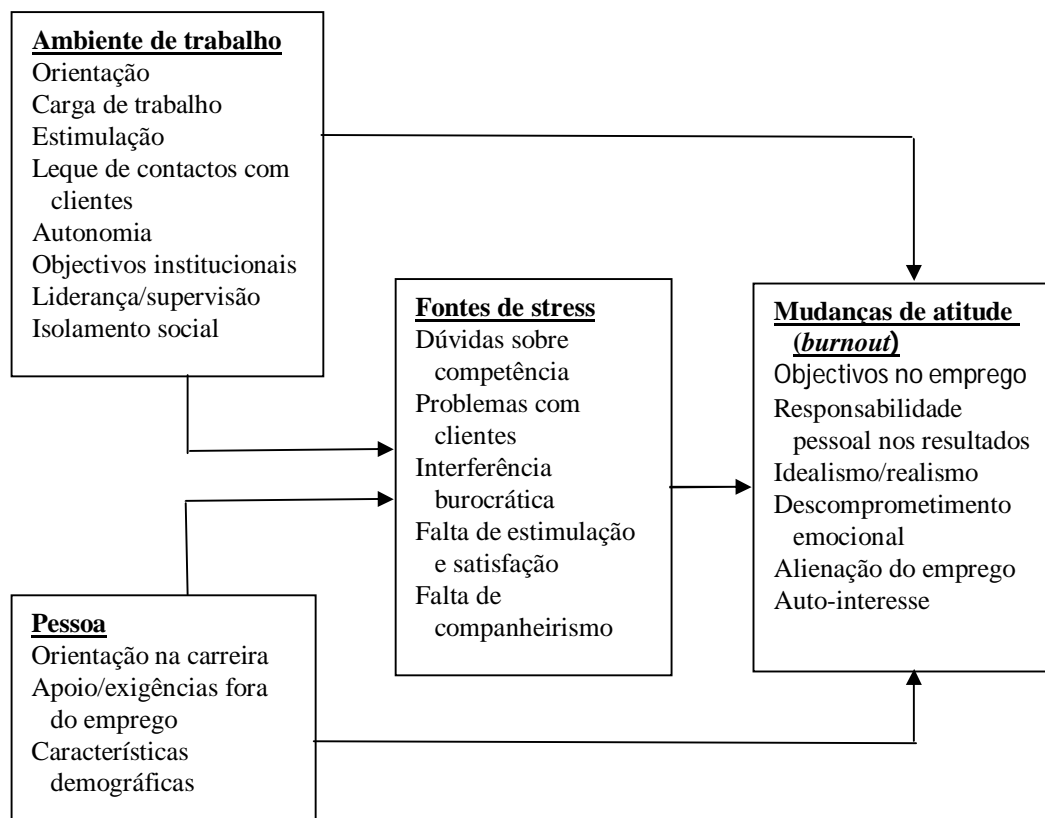 Ambiente de trabalho
Orientação
Carga de trabalho
Estimulação
Leque de contactos com
clientes
Autonomia
Objectivos institucionais
Liderança/supervisão
Isolamento social
Fontes de stress
Dúvidas sobre
competência
Problemas com
clientes
Interferência
burocrática
Falta de estimulação
e satisfação
Falta de
companheirismo
Mudanças de atitude
(burnout)
Objectivos no emprego
Responsabilidade
pessoal nos resultados
Idealismo/realismo
Descomprometimento
emocional
Alienação do emprego
Auto-interesse
Pessoa
Orientação na carreira
Apoio/exigências fora
do emprego
Características
demográficas